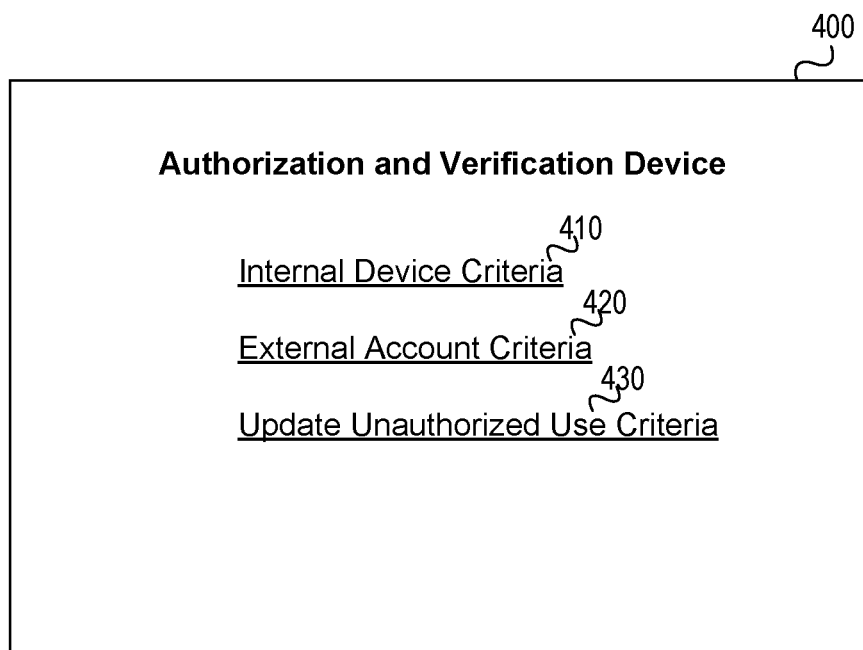 400
Authorization and Verification Device
410
Internal Device Criteria
420
External Account Criteria
430
Update Unauthorized Use Criteria